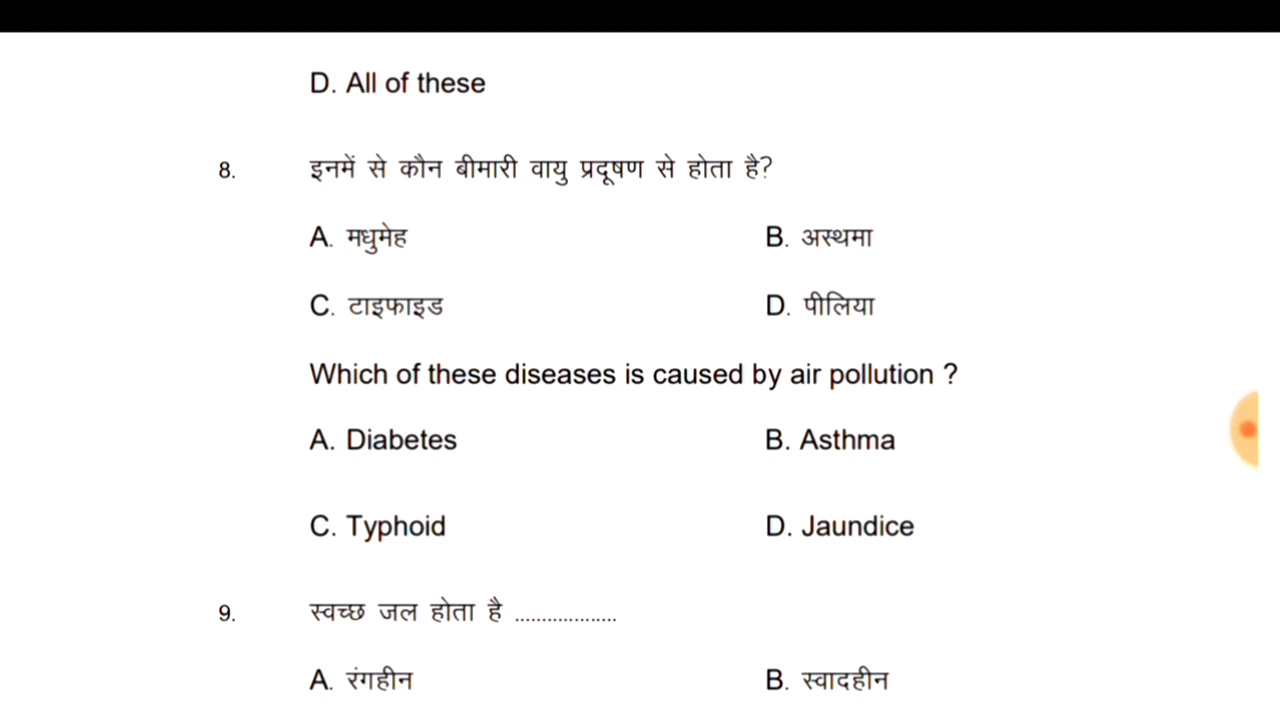 D. All of these
8. इनमें से कौन बीमारी वायु प्रदूषण से होता है?
A. मधुमेह B. अस्थमा
C. टाइफाइड D. पीलिया
Which of these diseases is caused by air pollution ?
A. Diabetes B. Asthma
C. Typhoid D. Jaundice
9. स्वच्छ जल होता है ...................
A. रंगहीन B. स्वादहीन